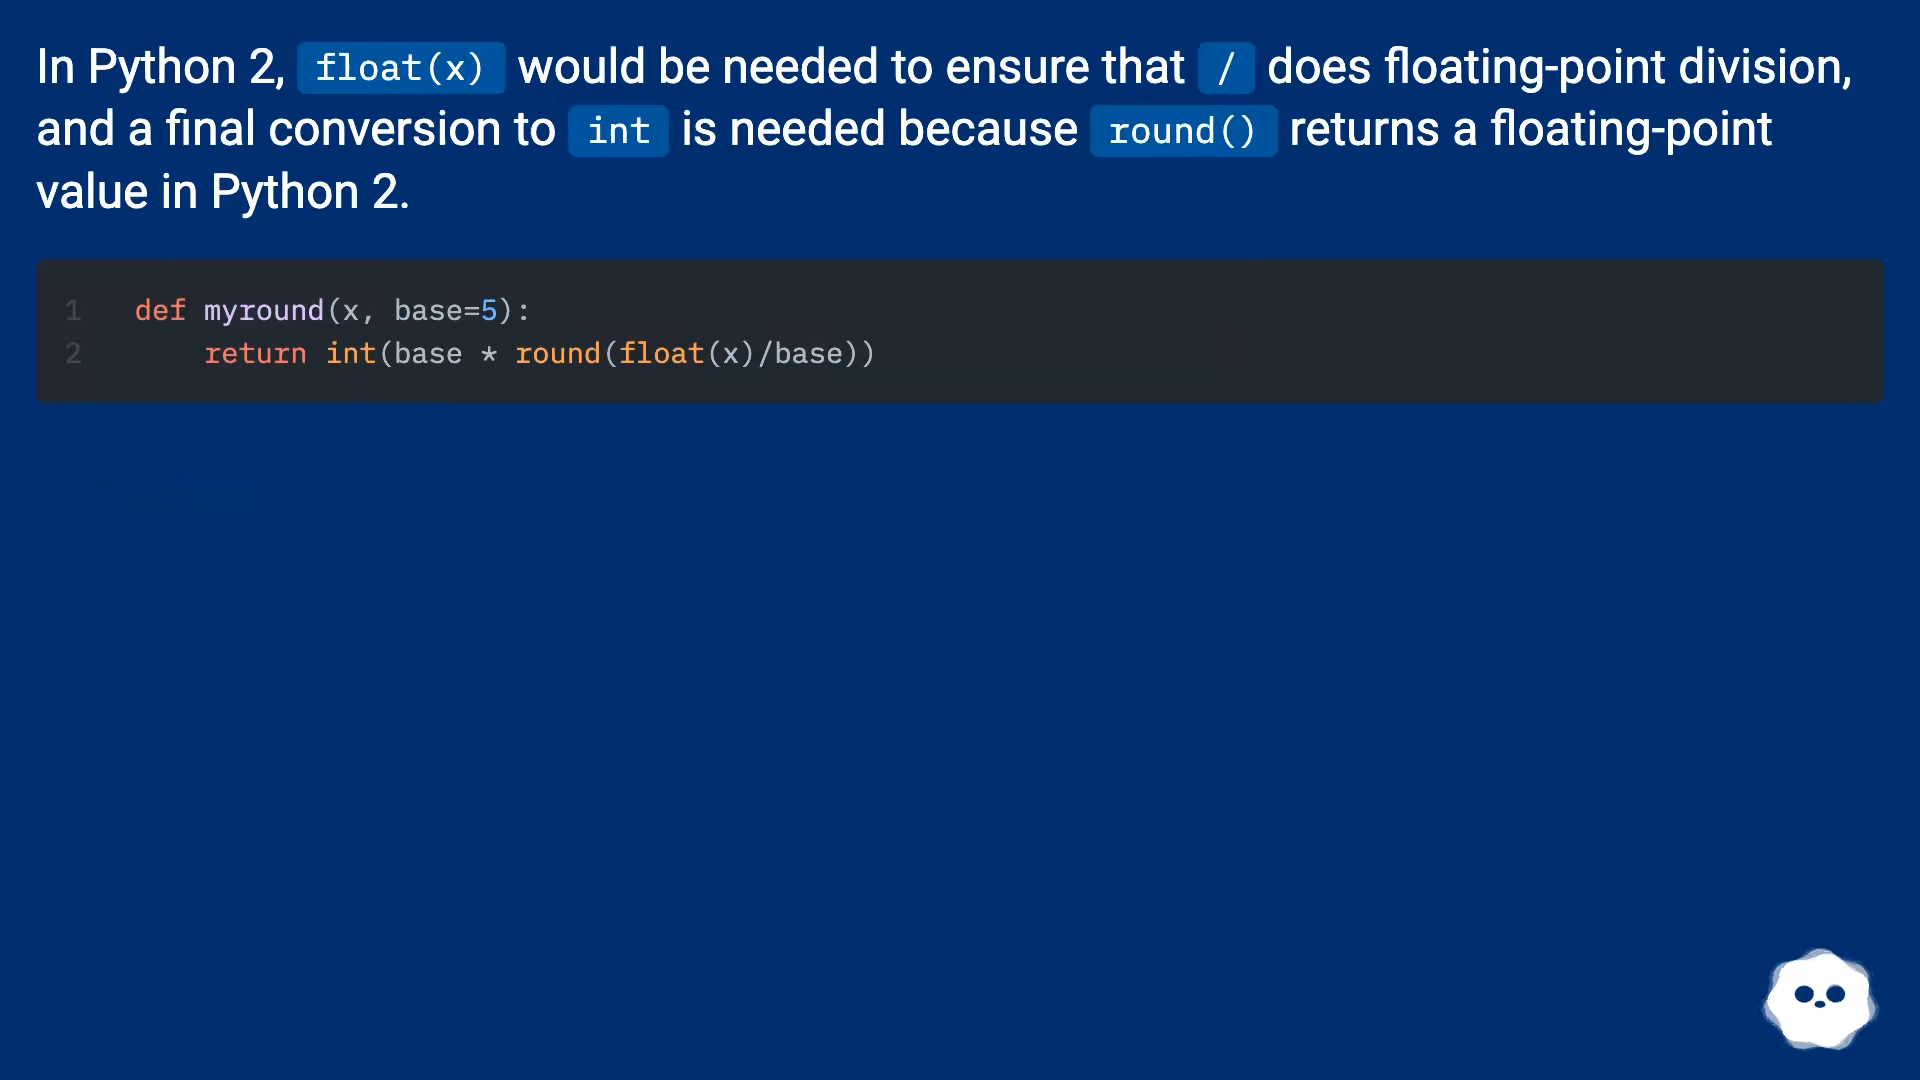 In Python 2, float(x) would be needed to ensure that / does floating-point division,
and a final conversion to int is needed because round() returns a floating-point
value in Python 2.
1 def myround(x, base=5):
2     return int(base * round(float(x)/base))